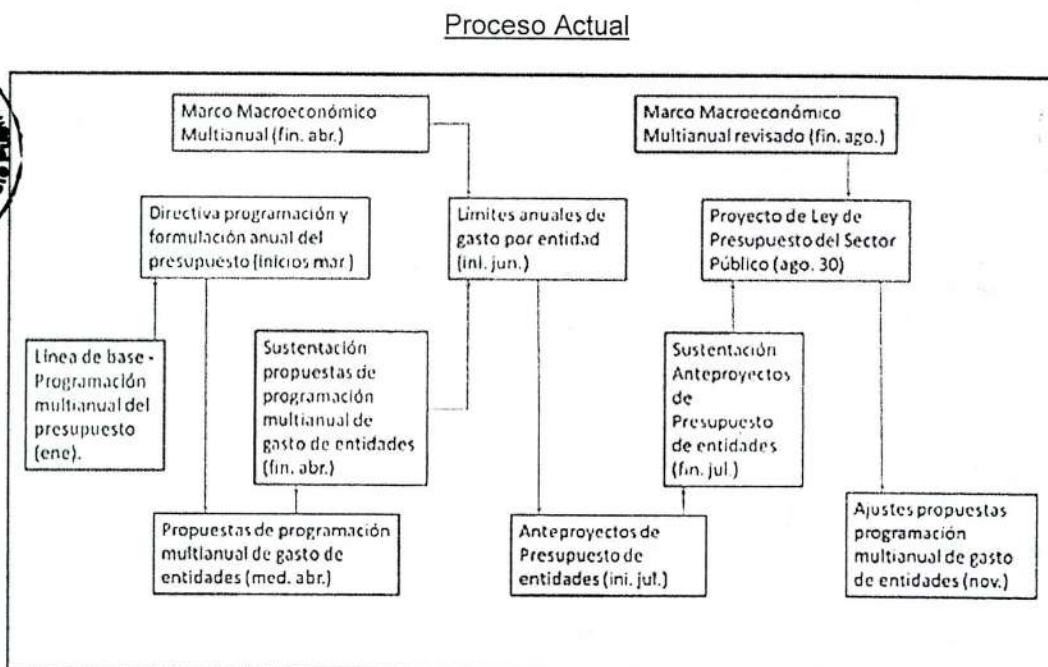 Proceso Actual
Marco Macroeconómico
Multianual (fin. abr.)
Marco Macroeconómico
Multianual revisado (fin. ago.)
Directiva programación y
formulación anual del
presupuesto (inicios mar.)
Límites anuales de
gasto por entidad
(ini. jun.)
Proyecto de Ley de
Presupuesto del Sector
Público (ago. 30)
Línea de base -
Programación
multianual del
presupuesto
(ene).
Sustentación
propuestas de
programación
multianual de
gasto de entidades
(fin. abr.)
Sustentación
Anteproyectos
de
Presupuesto
de entidades
(fin. jul.)
Propuestas de programación
multianual de gasto de
entidades (med. abr.)
Anteproyectos de
Presupuesto de
entidades (ini. jul.)
Ajustes propuestas
programación
multianual de gasto
de entidades (nov.)